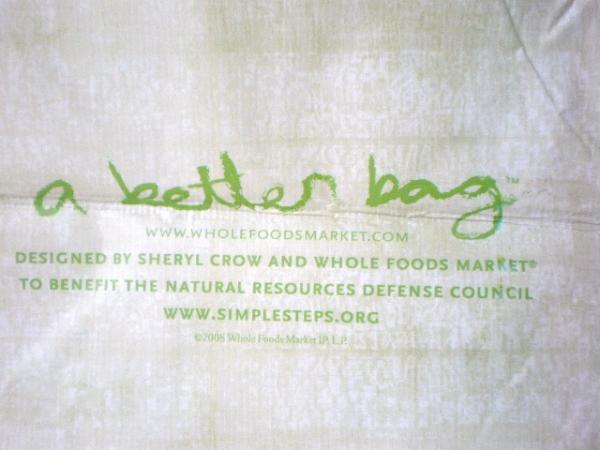 a better bag™
WWW.WHOLEFOODSMARKET.COM
DESIGNED BY SHERYL CROW AND WHOLE FOODS MARKET®
TO BENEFIT THE NATURAL RESOURCES DEFENSE COUNCIL
WWW.SIMPLESTEPS.ORG
©2008 Whole Foods Market IP, L.P.